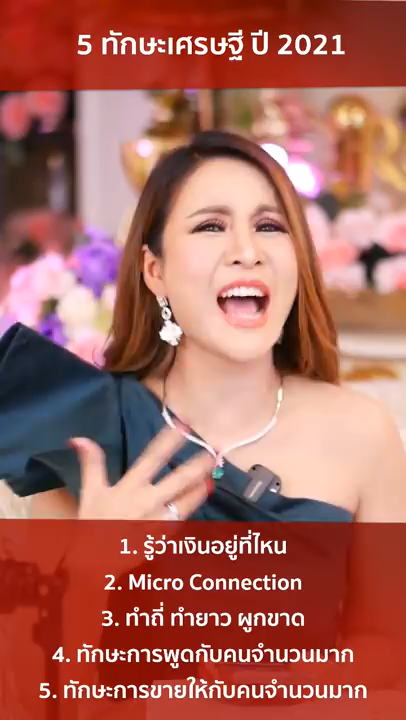 5 ทักษะเศรษฐี ปี 2021
1. รู้ว่าเงินอยู่ที่ไหน
2. Micro Connection
3. ทำถี่ ทำยาว ผูกขาด
4. ทักษะการพูดกับคนจำนวนมาก
5. ทักษะการขายให้กับคนจำนวนมาก